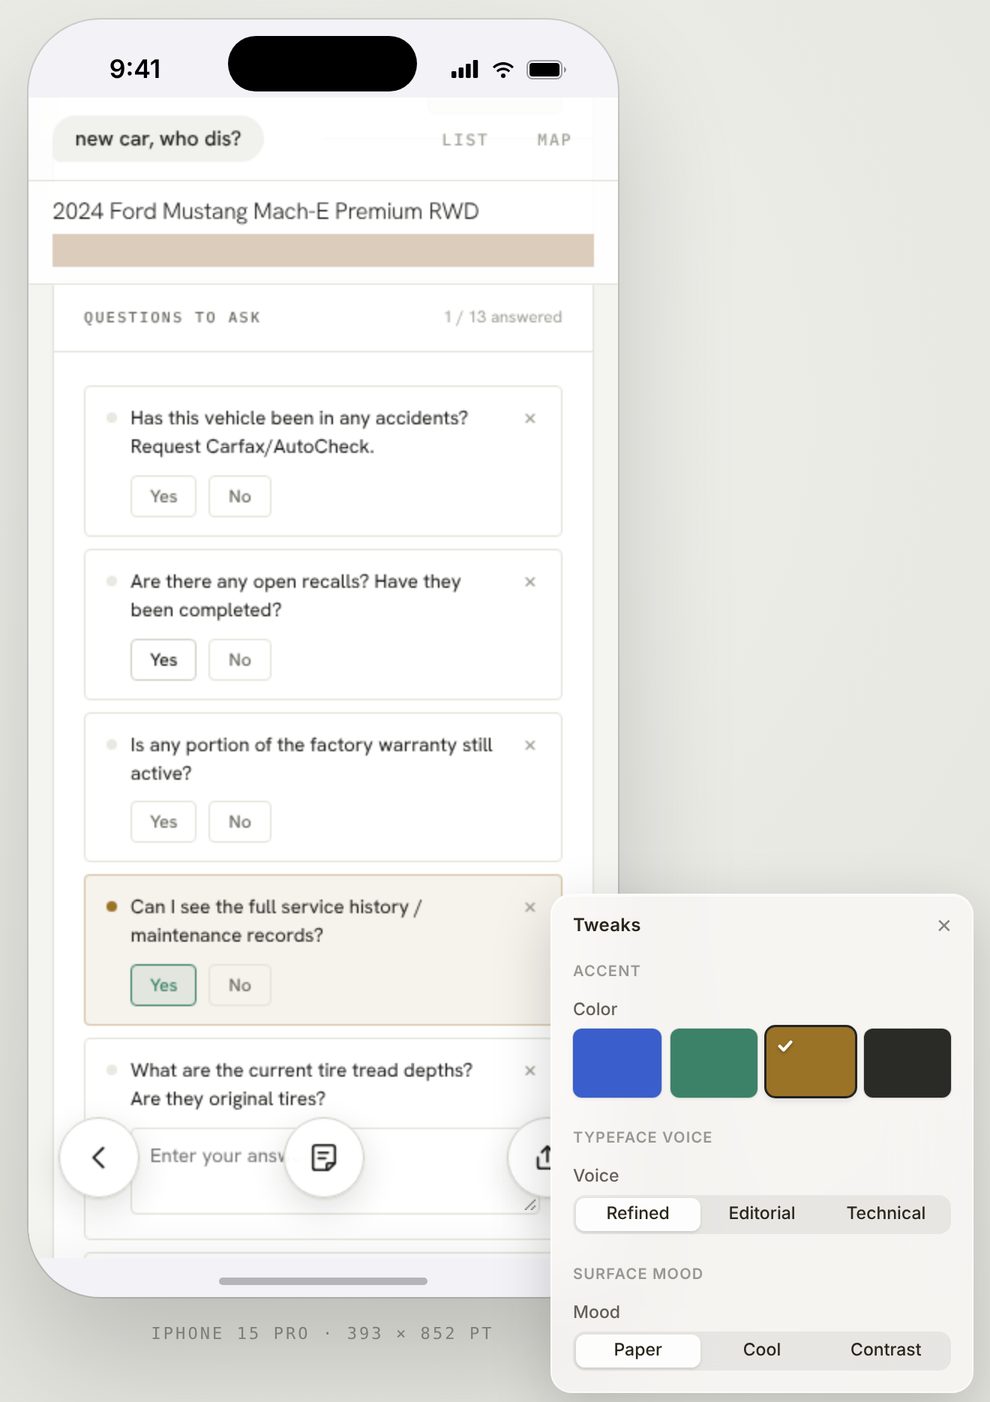 9:41
new car, who dis?
LIST MAP
2024 Ford Mustang Mach-E Premium RWD
QUESTIONS TO ASK
1 / 13 answered
Has this vehicle been in any accidents?
Request Carfax/AutoCheck.
Yes No
Are there any open recalls? Have they
been completed?
Yes No
Is any portion of the factory warranty still
active?
Yes No
Can I see the full service history /
maintenance records?
Yes No
What are the current tire tread depths?
Are they original tires?
Enter your answ
IPHONE 15 PRO · 393 × 852 PT
Tweaks
ACCENT
Color
TYPEFACE VOICE
Voice
Refined Editorial Technical
SURFACE MOOD
Mood
Paper Cool Contrast